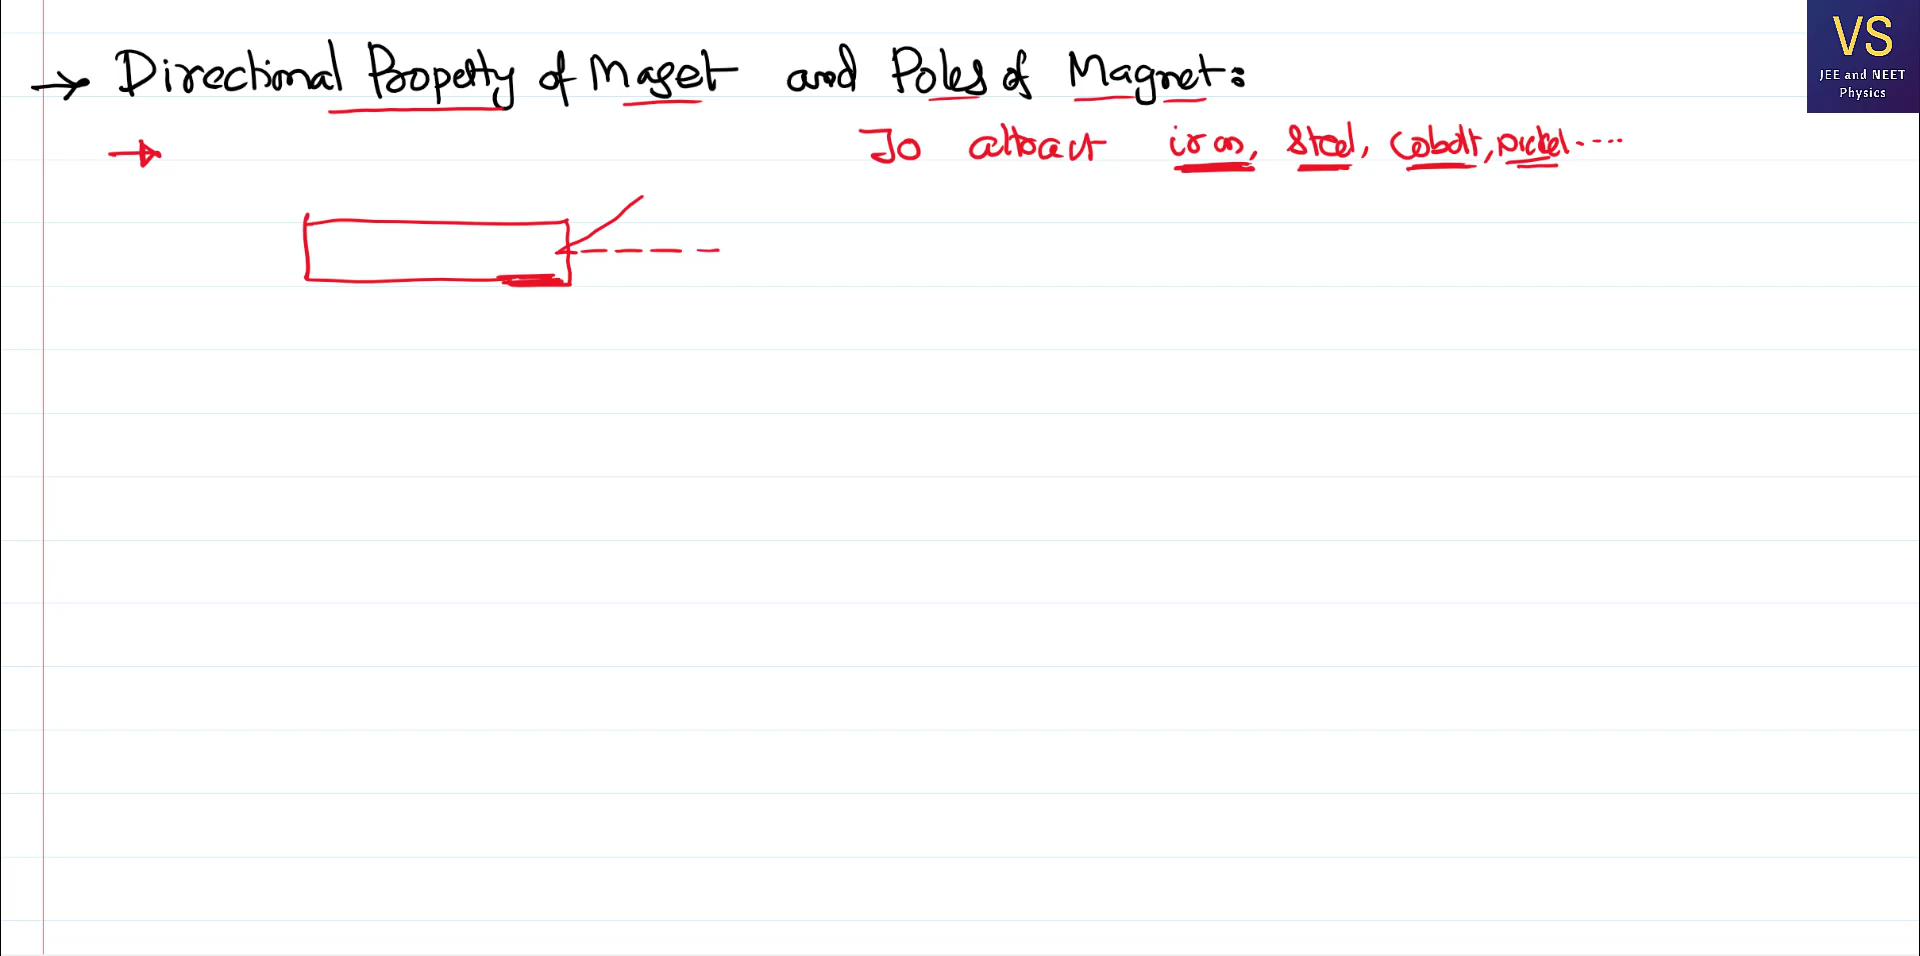 → Directional Property of Maget and Poles of Magnet:
VS
JEE and NEET
Physics
→ To attract iron, Steel, Cobalt, Nickel.....